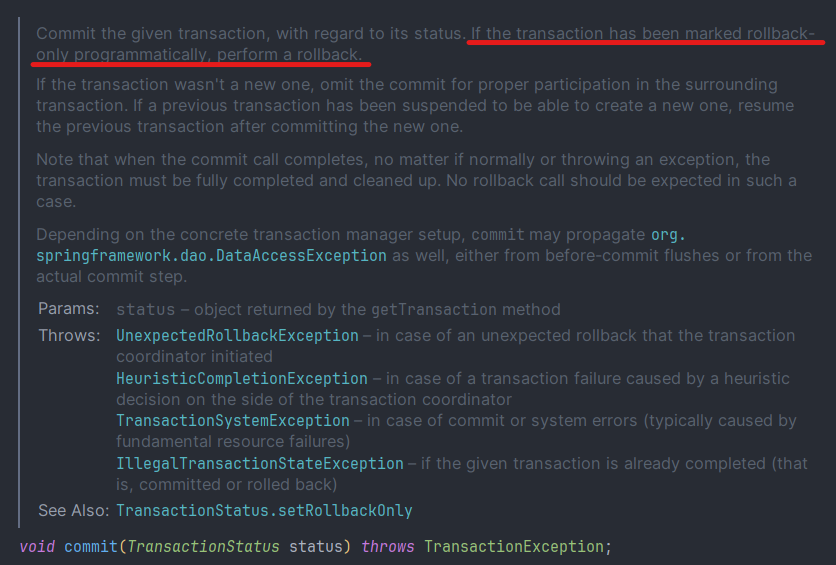 Commit the given transaction, with regard to its status. If the transaction has been marked rollback-
only programmatically, perform a rollback.
If the transaction wasn't a new one, omit the commit for proper participation in the surrounding
transaction. If a previous transaction has been suspended to be able to create a new one, resume
the previous transaction after committing the new one.
Note that when the commit call completes, no matter if normally or throwing an exception, the
transaction must be fully completed and cleaned up. No rollback call should be expected in such a
case.
Depending on the concrete transaction manager setup, commit may propagate org.
springframework.dao.DataAccessException as well, either from before-commit flushes or from the
actual commit step.
Params: status – object returned by the getTransaction method
Throws: UnexpectedRollbackException – in case of an unexpected rollback that the transaction
coordinator initiated
HeuristicCompletionException – in case of a transaction failure caused by a heuristic
decision on the side of the transaction coordinator
TransactionSystemException – in case of commit or system errors (typically caused by
fundamental resource failures)
IllegalTransactionStateException – if the given transaction is already completed (that
is, committed or rolled back)
See Also: TransactionStatus.setRollbackOnly
void commit(TransactionStatus status) throws TransactionException;